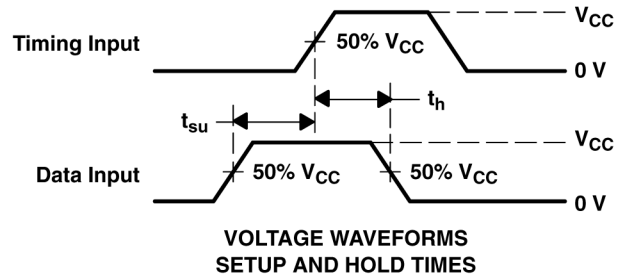 VCC
Timing Input
50% VCC
0 V
th
tsu
VCC
Data Input
50% VCC
50% VCC
0 V
VOLTAGE WAVEFORMS
SETUP AND HOLD TIMES